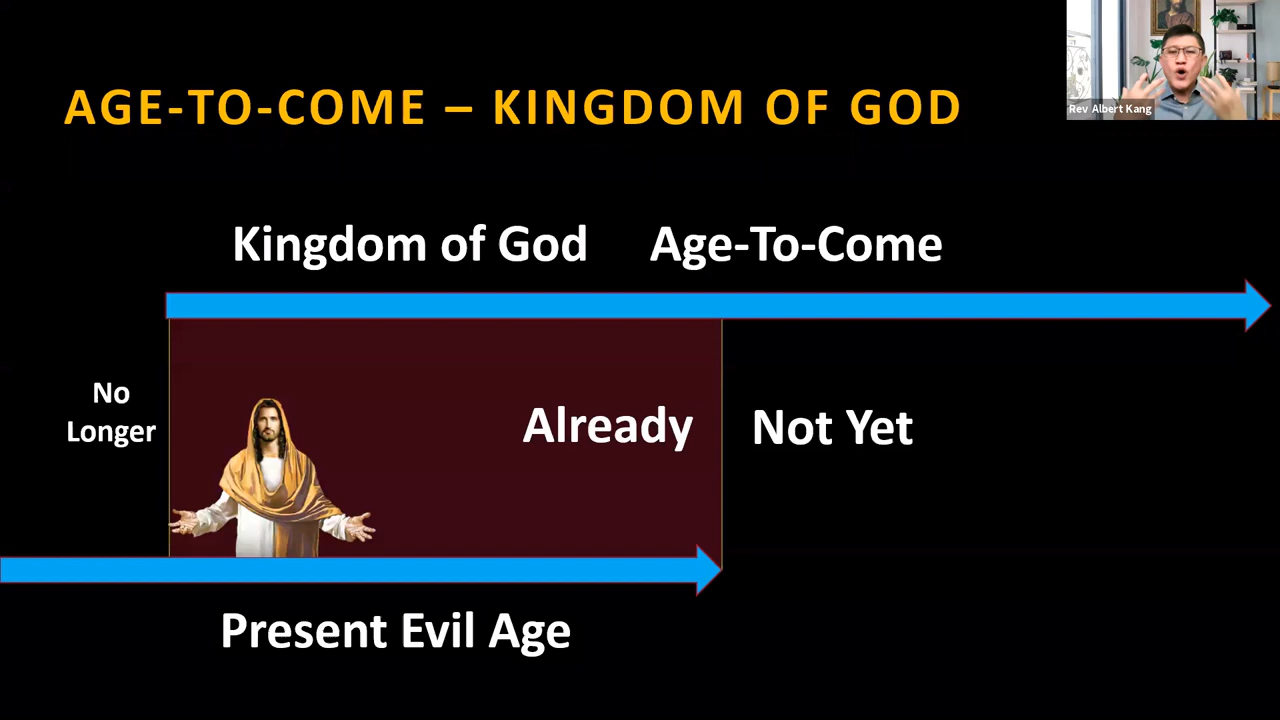 AGE-TO-COME – KINGDOM OF GOD
Rev Albert Kang
Kingdom of God
Age-To-Come
No
Longer
Already
Not Yet
Present Evil Age